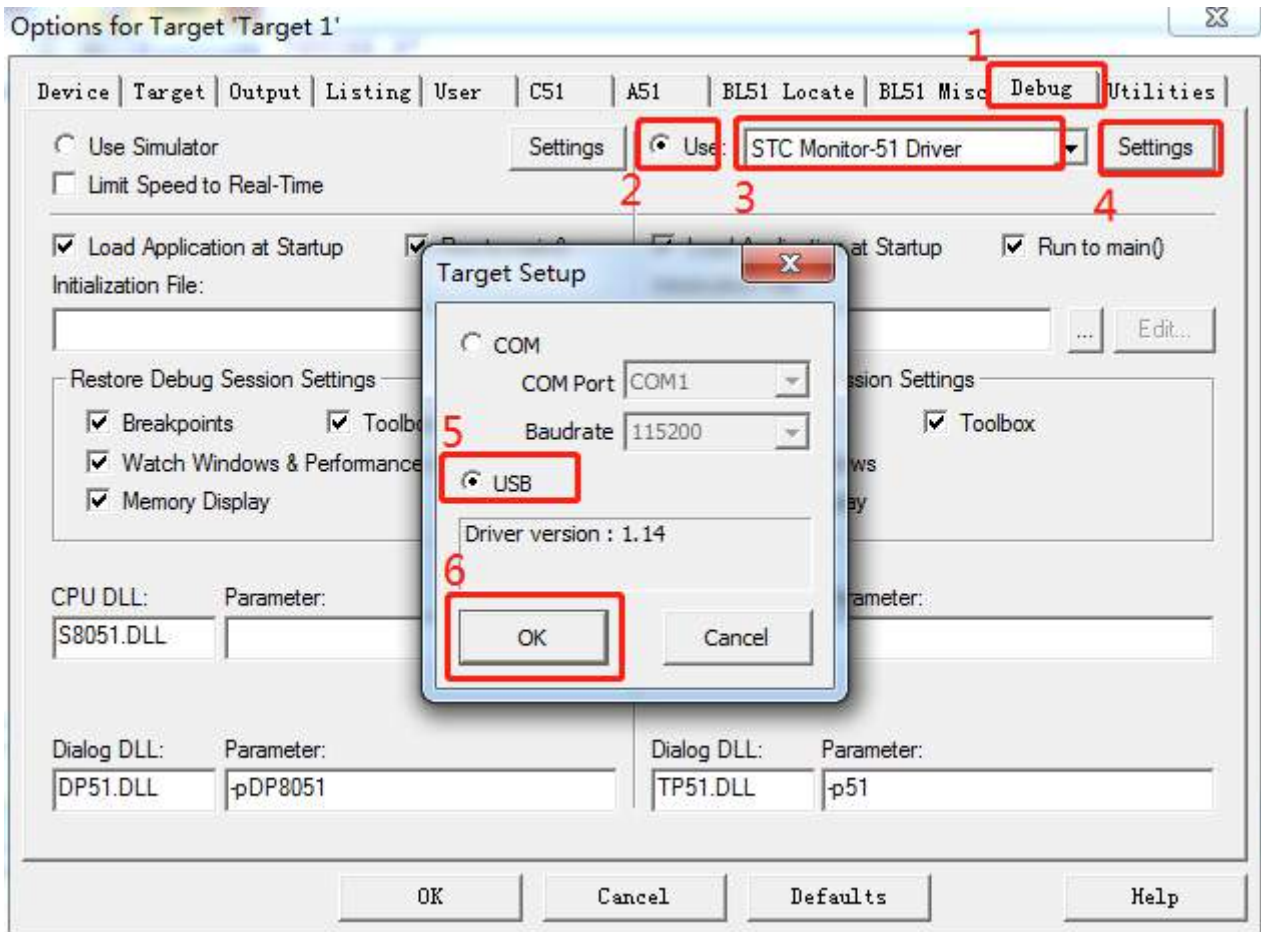 Options for Target 'Target 1'
1
Device Target Output Listing User C51 A51 BL51 Locate BL51 Misc Debug Utilities
Use Simulator Settings Use: STC Monitor-51 Driver Settings
Limit Speed to Real-Time
2 3 4
Load Application at Startup at Startup Run to main()
Target Setup
Initialization File:
COM
... Edit...
COM Port COM1
Restore Debug Session Settings Settings
Breakpoints Toolbox
5 Baudrate 115200
Watch Windows & Performance
USB
Memory Display
Driver version : 1.14
6
CPU DLL: Parameter:
S8051.DLL
OK Cancel
Dialog DLL: Parameter: Dialog DLL: Parameter:
DP51.DLL -pDP8051 TP51.DLL -p51
OK Cancel Defaults Help